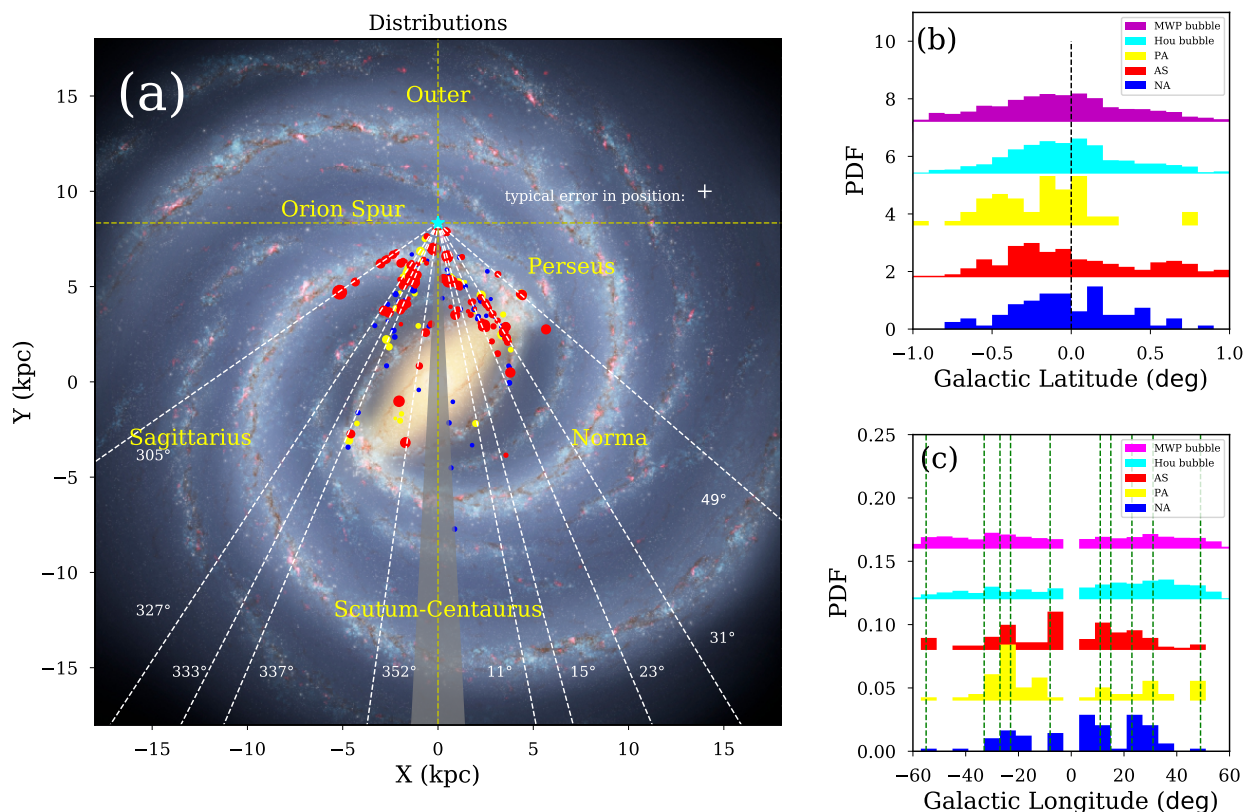 Distributions
(a)
Outer
typical error in position:
Orion Spur
Perseus
Sagittarius
305°
Norma
49°
Scutum-Centaurus
327°
31°
333°
337°
352°
11°
15°
23°
15
10
5
0
−5
−10
−15
Y (kpc)
−15
−10
−5
0
5
10
15
X (kpc)
(b)
MWP bubble
Hou bubble
PA
AS
NA
10
8
6
4
2
0
PDF
−1.0
−0.5
0.0
0.5
1.0
Galactic Latitude (deg)
(c)
MWP bubble
Hou bubble
AS
PA
NA
0.25
0.20
0.15
0.10
0.05
0.00
PDF
−60
−40
−20
0
20
40
60
Galactic Longitude (deg)